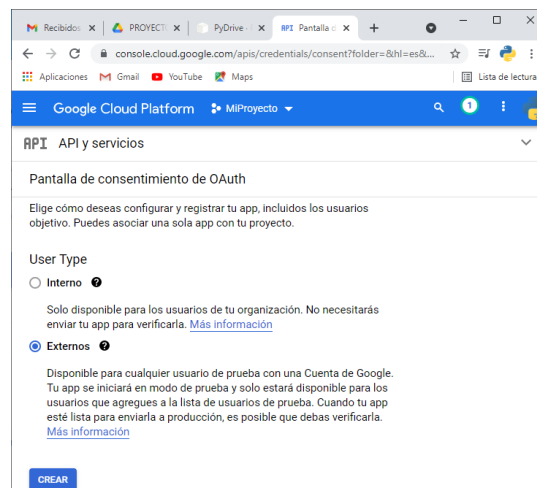 Recibidos
PROYECT
PyDrive -
API Pantalla d
console.cloud.google.com/apis/credentials/consent?folder=&hl=es&...
Aplicaciones Gmail YouTube Maps Lista de lectura
Google Cloud Platform MiProyecto 1
API API y servicios
Pantalla de consentimiento de OAuth
Elige cómo deseas configurar y registrar tu app, incluidos los usuarios
objetivo. Puedes asociar una sola app con tu proyecto.
User Type
Interno ?
Solo disponible para los usuarios de tu organización. No necesitarás
enviar tu app para verificarla. Más información
Externos ?
Disponible para cualquier usuario de prueba con una Cuenta de Google.
Tu app se iniciará en modo de prueba y solo estará disponible para los
usuarios que agregues a la lista de usuarios de prueba. Cuando tu app
esté lista para enviarla a producción, es posible que debas verificarla.
Más información
CREAR